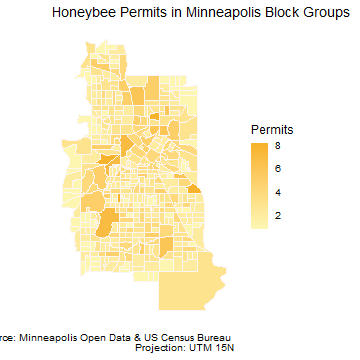 Honeybee Permits in Minneapolis Block Groups
Permits
8
6
4
2
rce: Minneapolis Open Data & US Census Bureau
Projection: UTM 15N